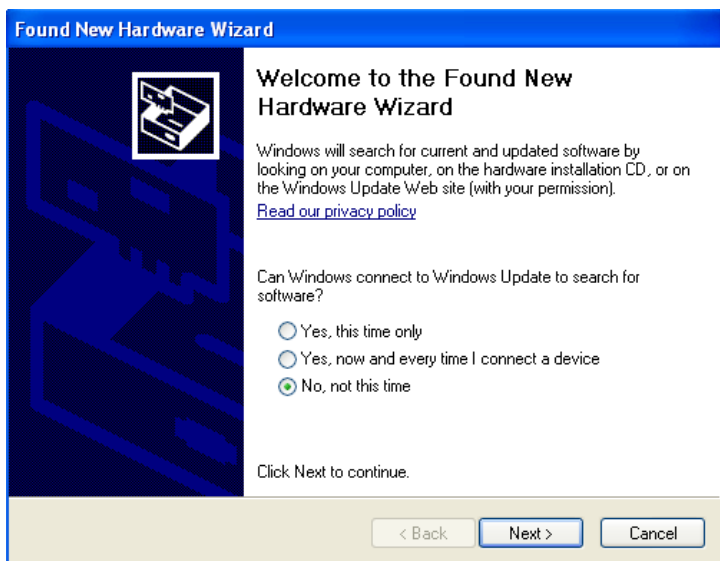 Found New Hardware Wizard
Welcome to the Found New
Hardware Wizard
Windows will search for current and updated software by
looking on your computer, on the hardware installation CD, or on
the Windows Update Web site (with your permission).
Read our privacy policy
Can Windows connect to Windows Update to search for
software?
Yes, this time only
Yes, now and every time I connect a device
No, not this time
Click Next to continue.
< Back
Next >
Cancel